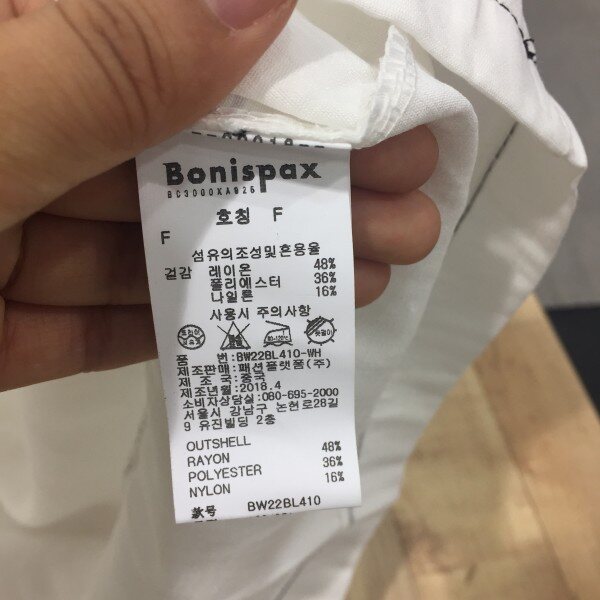 Bonispax
BC3000XA925
호칭 F
F
섬유의조성및혼용율
겉감 레이온 48%
폴리에스터 36%
나일론 16%
사용시 주의사항
품 번:BW22BL410-WH
제조판매:패션플랫폼(주)
제 조 국:중국
제조년월:2018.4
소비자상담실:080-695-2000
서울시 강남구 논현로28길
9 유진빌딩 2층
OUTSHELL
RAYON 48%
POLYESTER 36%
NYLON 16%
款号 BW22BL410